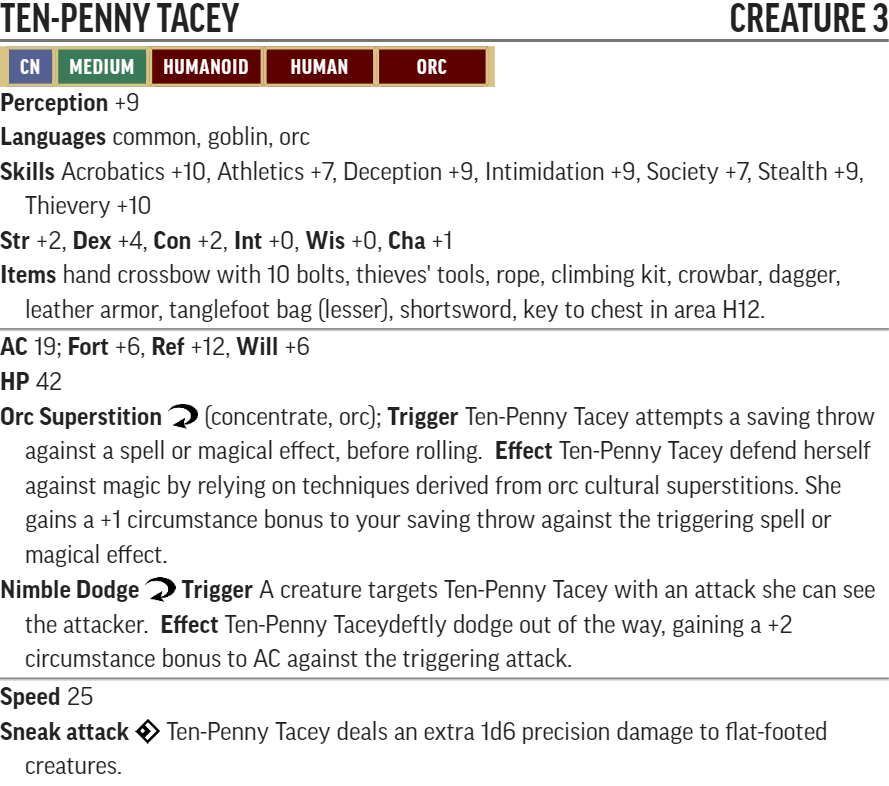 TEN-PENNY TACEY CREATURE 3
CN MEDIUM HUMANOID HUMAN ORC
Perception +9
Languages common, goblin, orc
Skills Acrobatics +10, Athletics +7, Deception +9, Intimidation +9, Society +7, Stealth +9,
Thievery +10
Str +2, Dex +4, Con +2, Int +0, Wis +0, Cha +1
Items hand crossbow with 10 bolts, thieves' tools, rope, climbing kit, crowbar, dagger,
leather armor, tanglefoot bag (lesser), shortsword, key to chest in area H12.
AC 19; Fort +6, Ref +12, Will +6
HP 42
Orc Superstition (concentrate, orc); Trigger Ten-Penny Tacey attempts a saving throw
against a spell or magical effect, before rolling. Effect Ten-Penny Tacey defend herself
against magic by relying on techniques derived from orc cultural superstitions. She
gains a +1 circumstance bonus to your saving throw against the triggering spell or
magical effect.
Nimble Dodge Trigger A creature targets Ten-Penny Tacey with an attack she can see
the attacker. Effect Ten-Penny Taceydeftly dodge out of the way, gaining a +2
circumstance bonus to AC against the triggering attack.
Speed 25
Sneak attack Ten-Penny Tacey deals an extra 1d6 precision damage to flat-footed
creatures.